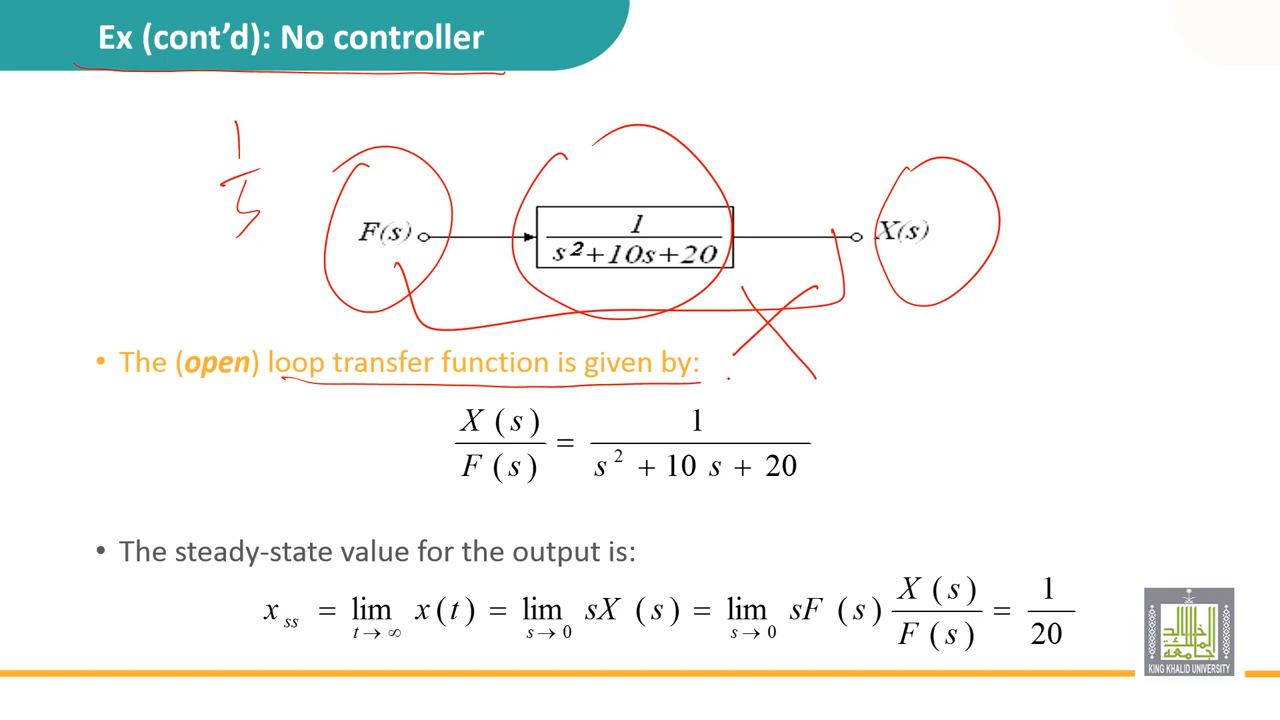 Ex (cont’d): No controller
1
s
F(s)
1
s²+10s+20
X(s)
• The (open) loop transfer function is given by:
X(s)/F(s) = 1/(s² + 10s + 20)
• The steady-state value for the output is:
x_ss = lim_{t→∞} x(t) = lim_{s→0} sX(s) = lim_{s→0} sF(s) X(s)/F(s) = 1/20
KING KHALID UNIVERSITY